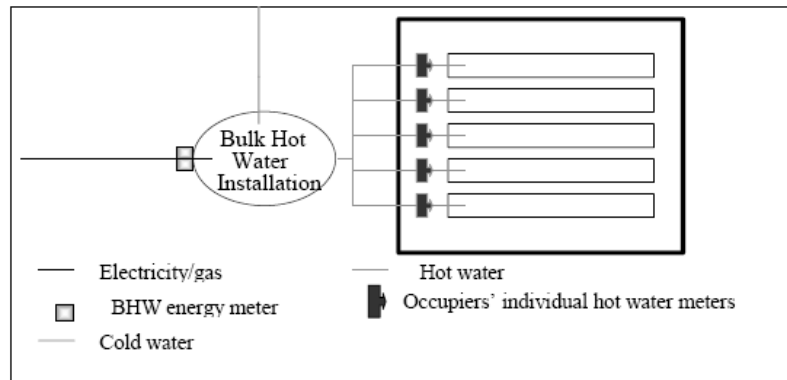 Bulk Hot
Water
Installation
Electricity/gas
Hot water
BHW energy meter
Occupiers’ individual hot water meters
Cold water